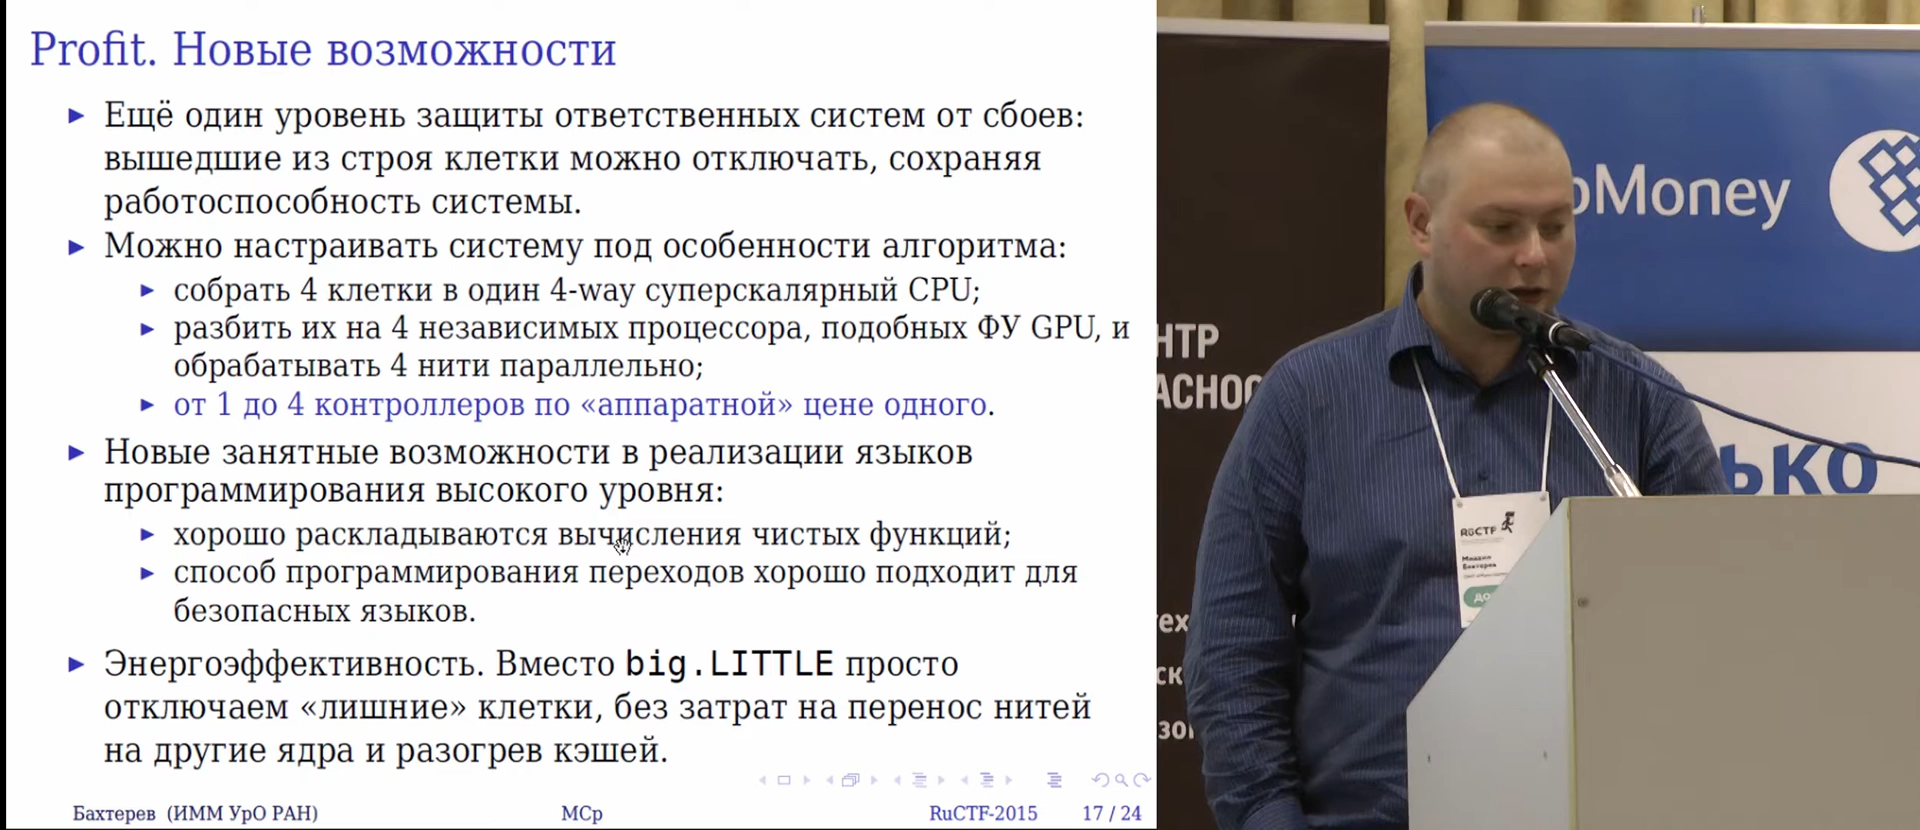 Profit. Новые возможности
Ещё один уровень защиты ответственных систем от сбоев:
вышедшие из строя клетки можно отключать, сохраняя
работоспособность системы.
Можно настраивать систему под особенности алгоритма:
собрать 4 клетки в один 4-way суперскалярный CPU;
разбить их на 4 независимых процессора, подобных ФУ GPU, и
обрабатывать 4 нити параллельно;
от 1 до 4 контроллеров по «аппаратной» цене одного.
Новые занятные возможности в реализации языков
программирования высокого уровня:
хорошо раскладываются вычисления чистых функций;
способ программирования переходов хорошо подходит для
безопасных языков.
Энергоэффективность. Вместо big.LITTLE просто
отключаем «лишние» клетки, без затрат на перенос нитей
на другие ядра и разогрев кэшей.
Бахтерев (ИММ УрО РАН) MCp RuCTF-2015 17 / 24
oMoney
НТР
АСНОС
ЬКО
RuCTF
Михаил
Бахтерев